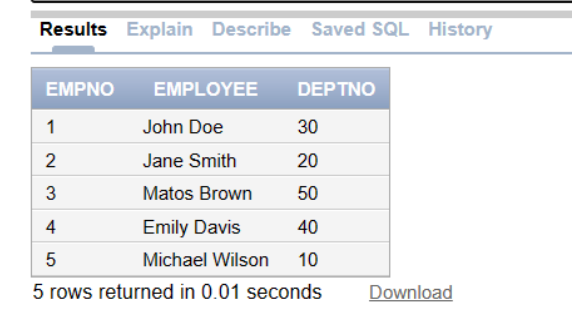 Results Explain Describe Saved SQL History
EMPNO EMPLOYEE DEPTNO
1 John Doe 30
2 Jane Smith 20
3 Matos Brown 50
4 Emily Davis 40
5 Michael Wilson 10
5 rows returned in 0.01 seconds Download